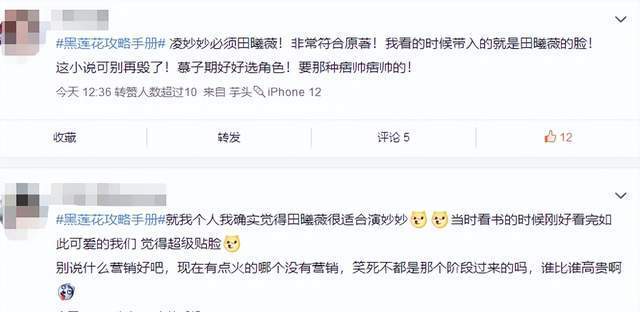 #黑莲花攻略手册#凌妙妙必须田曦薇！非常符合原著！我看的时候带入的就是田曦薇的脸！
这小说可别再毁了！慕子期好好选角色！要那种痞帅痞帅的！
今天 12:36 转赞人数超过10 来自 芋头 iPhone 12
收藏 转发 评论 5 12
#黑莲花攻略手册#就我个人我确实觉得田曦薇很适合演妙妙 当时看书的时候刚好看完如
此可爱的我们 觉得超级贴脸
别说什么营销好吧，现在有点火的哪个没有营销，笑死不都是那个阶段过来的吗，谁比谁高贵啊